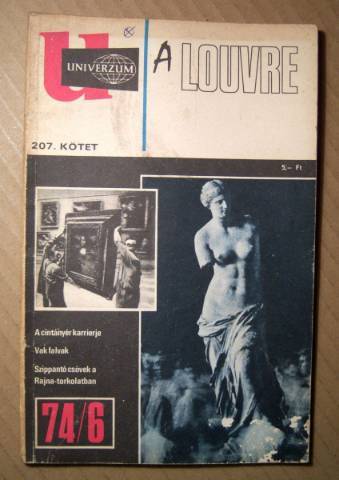 u
UNIVERZUM
A LOUVRE
207. KÖTET
5,– Ft
A cintányér karrierje
Vak falvak
Szippantó csövek a
Rajna-torkolatban
74/6